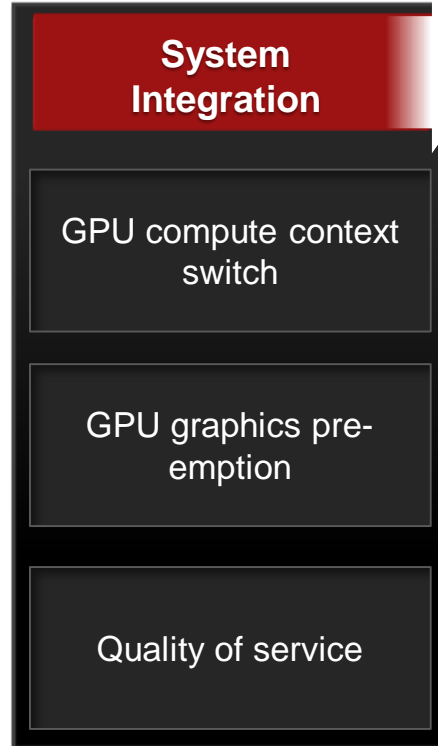 System
Integration
GPU compute context
switch
GPU graphics pre-
emption
Quality of service